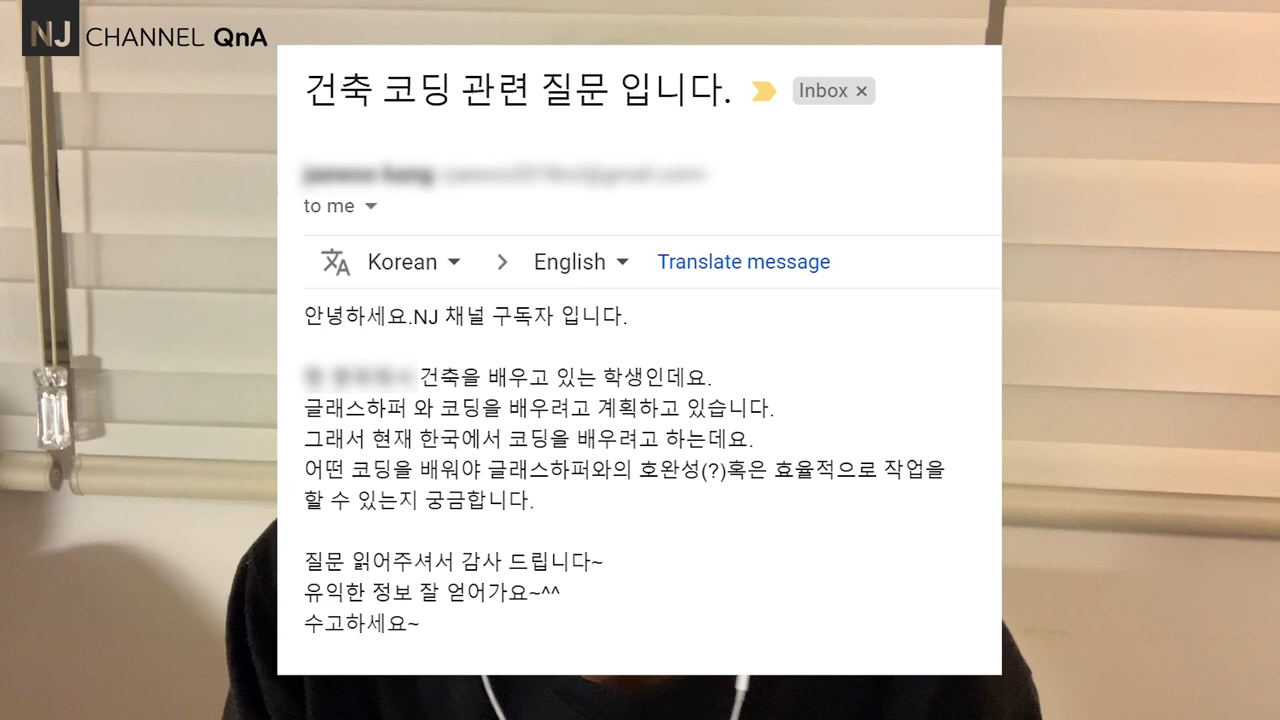 NJ CHANNEL QnA
건축 코딩 관련 질문 입니다. Inbox ×
to me
Korean > English Translate message
안녕하세요.NJ 채널 구독자 입니다.
건축을 배우고 있는 학생인데요.
글래스하퍼 와 코딩을 배우려고 계획하고 있습니다.
그래서 현재 한국에서 코딩을 배우려고 하는데요.
어떤 코딩을 배워야 글래스하퍼와의 호완성(?)혹은 효율적으로 작업을
할 수 있는지 궁금합니다.
질문 읽어주셔서 감사 드립니다~
유익한 정보 잘 얻어가요~^^
수고하세요~